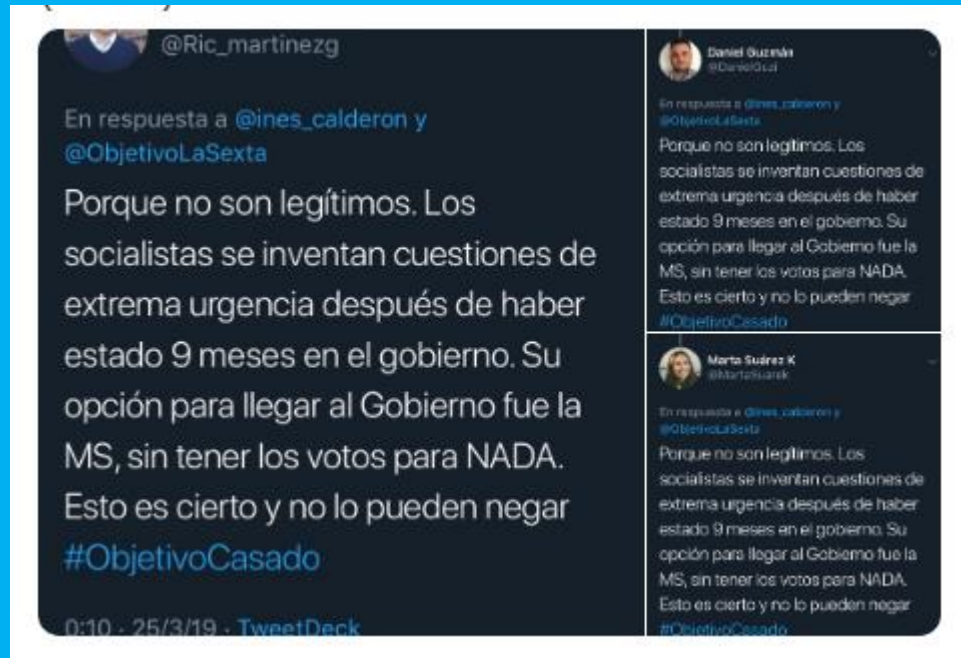 @Ric_martinezg
En respuesta a @ines_calderon y
@ObjetivoLaSexta
Porque no son legítimos. Los
socialistas se inventan cuestiones de
extrema urgencia después de haber
estado 9 meses en el gobierno. Su
opción para llegar al Gobierno fue la
MS, sin tener los votos para NADA.
Esto es cierto y no lo pueden negar
#ObjetivoCasado
0:10 · 25/3/19 · TweetDeck
Daniel Guzmán
@DanielGuzi
En respuesta a @ines_calderon y
@ObjetivoLaSexta
Porque no son legítimos. Los
socialistas se inventan cuestiones de
extrema urgencia después de haber
estado 9 meses en el gobierno. Su
opción para llegar al Gobierno fue la
MS, sin tener los votos para NADA.
Esto es cierto y no lo pueden negar
#ObjetivoCasado
Marta Suárez K
@MartaSuarek
En respuesta a @ines_calderon y
@ObjetivoLaSexta
Porque no son legítimos. Los
socialistas se inventan cuestiones de
extrema urgencia después de haber
estado 9 meses en el gobierno. Su
opción para llegar al Gobierno fue la
MS, sin tener los votos para NADA.
Esto es cierto y no lo pueden negar
#ObjetivoCasado